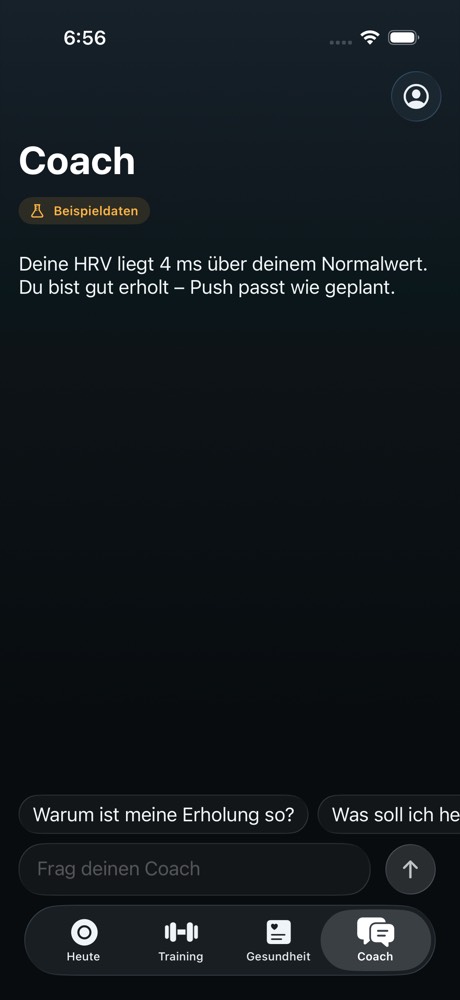 6:56
Coach
Beispieldaten
Deine HRV liegt 4 ms über deinem Normalwert.
Du bist gut erholt – Push passt wie geplant.
Warum ist meine Erholung so?
Was soll ich he
Frag deinen Coach
Heute
Training
Gesundheit
Coach